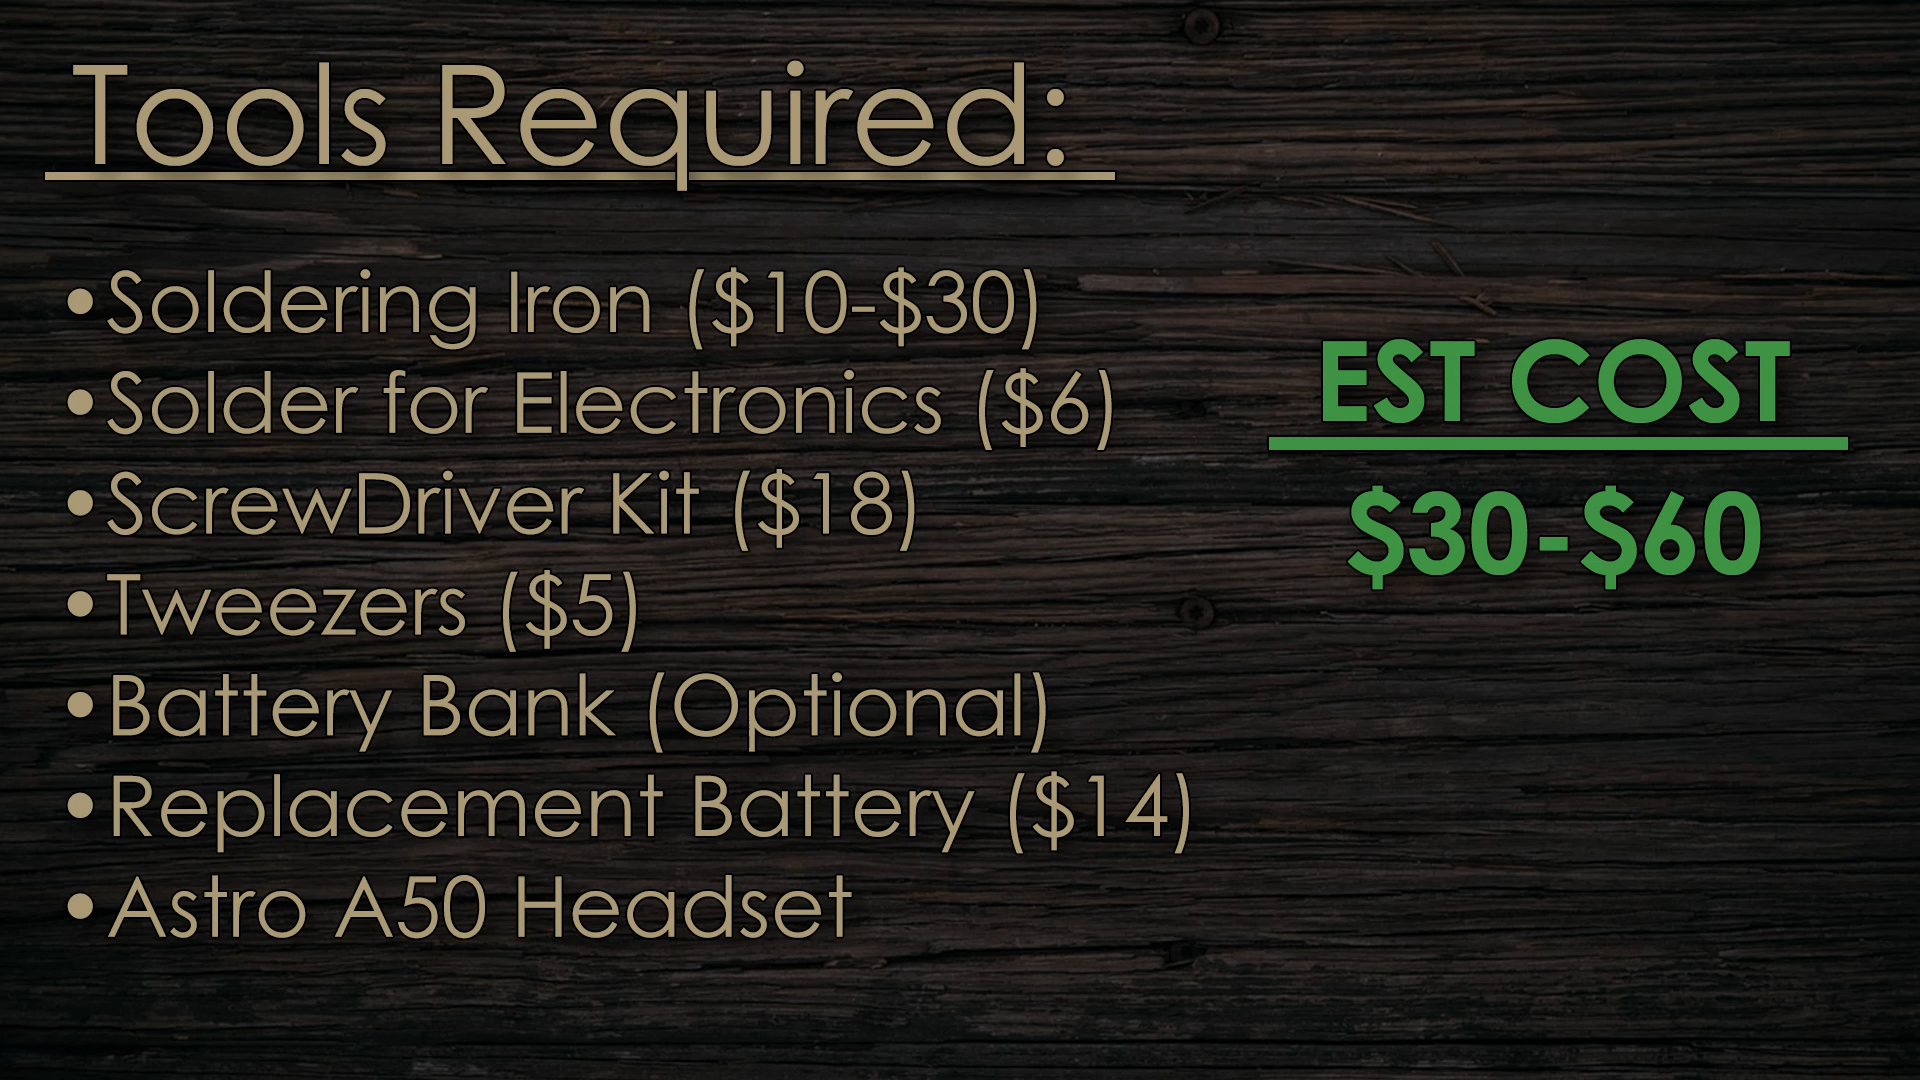 Tools Required:
•Soldering Iron ($10-$30)
•Solder for Electronics ($6)
•ScrewDriver Kit ($18)
•Tweezers ($5)
•Battery Bank (Optional)
•Replacement Battery ($14)
•Astro A50 Headset
EST COST
$30-$60